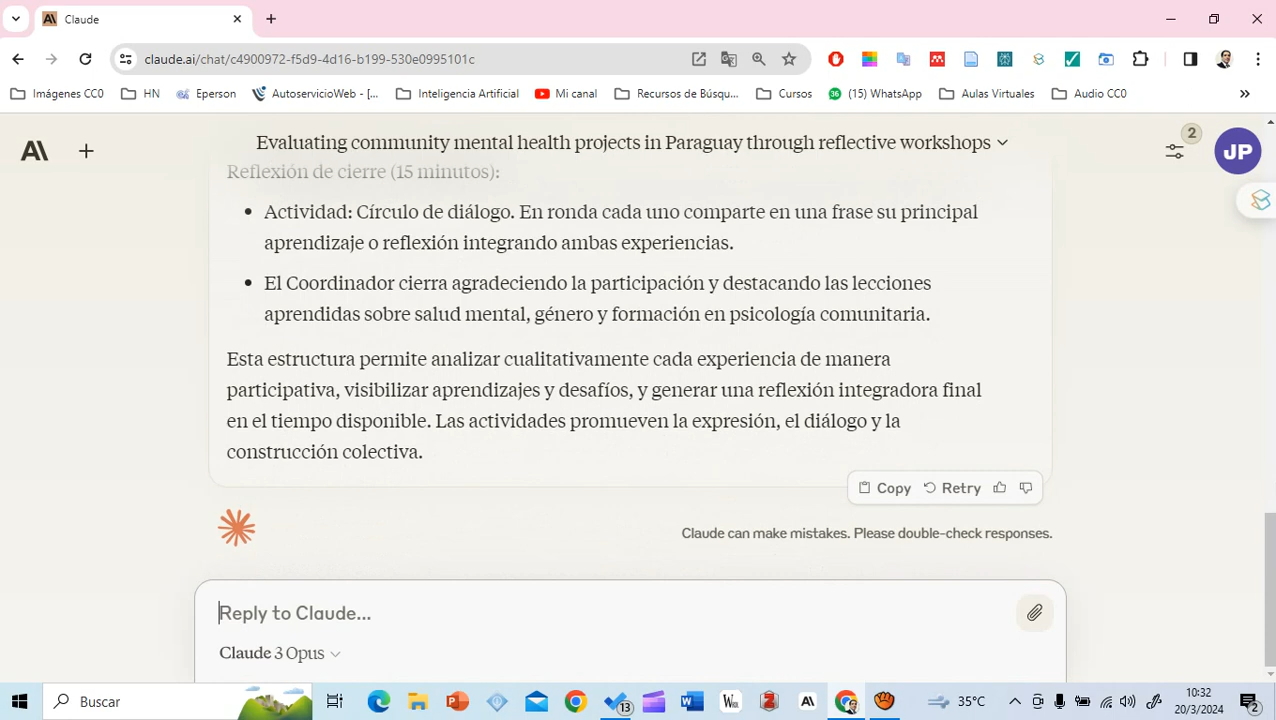 Claude
claude.ai/chat/c4900972-f5d9-4d16-b199-530e0995101c
Imágenes CC0
HN
Eperson
AutoservicioWeb - [...
Inteligencia Artificial
Mi canal
Recursos de Búsqu...
Cursos
36
(15) WhatsApp
Aulas Virtuales
Audio CC0
Evaluating community mental health projects in Paraguay through reflective workshops
2
JP
Reflexión de cierre (15 minutos):
• Actividad: Círculo de diálogo. En ronda cada uno comparte en una frase su principal
aprendizaje o reflexión integrando ambas experiencias.
• El Coordinador cierra agradeciendo la participación y destacando las lecciones
aprendidas sobre salud mental, género y formación en psicología comunitaria.
Esta estructura permite analizar cualitativamente cada experiencia de manera
participativa, visibilizar aprendizajes y desafíos, y generar una reflexión integradora final
en el tiempo disponible. Las actividades promueven la expresión, el diálogo y la
construcción colectiva.
Copy Retry
Claude can make mistakes. Please double-check responses.
Reply to Claude...
Claude 3 Opus
Buscar
13
35°C
10:32
20/3/2024
2